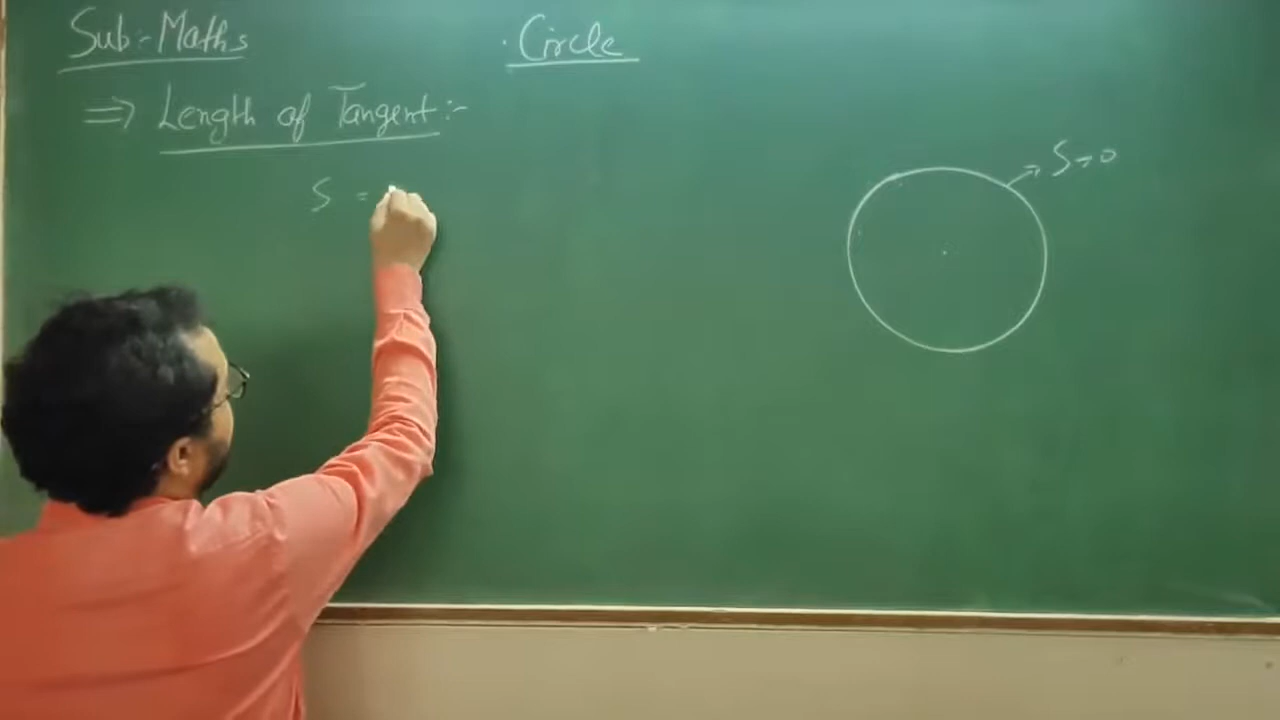 Sub:- Maths
. Circle
⇒ Length of Tangent :-
S =
S = 0